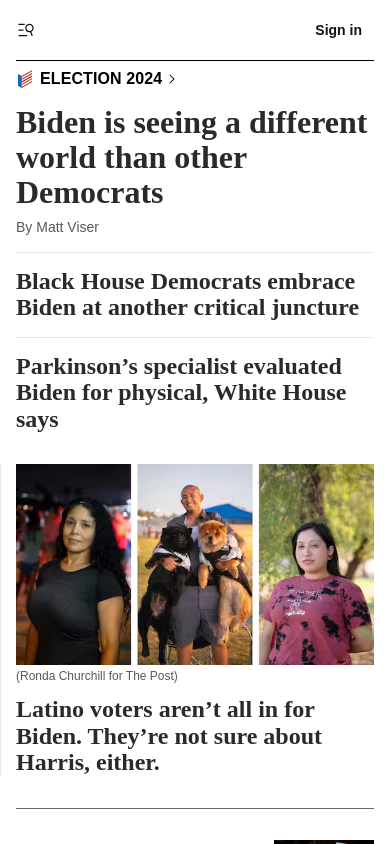 Sign in
ELECTION 2024
Biden is seeing a different
world than other
Democrats
By Matt Viser
Black House Democrats embrace
Biden at another critical juncture
Parkinson’s specialist evaluated
Biden for physical, White House
says
(Ronda Churchill for The Post)
Latino voters aren’t all in for
Biden. They’re not sure about
Harris, either.